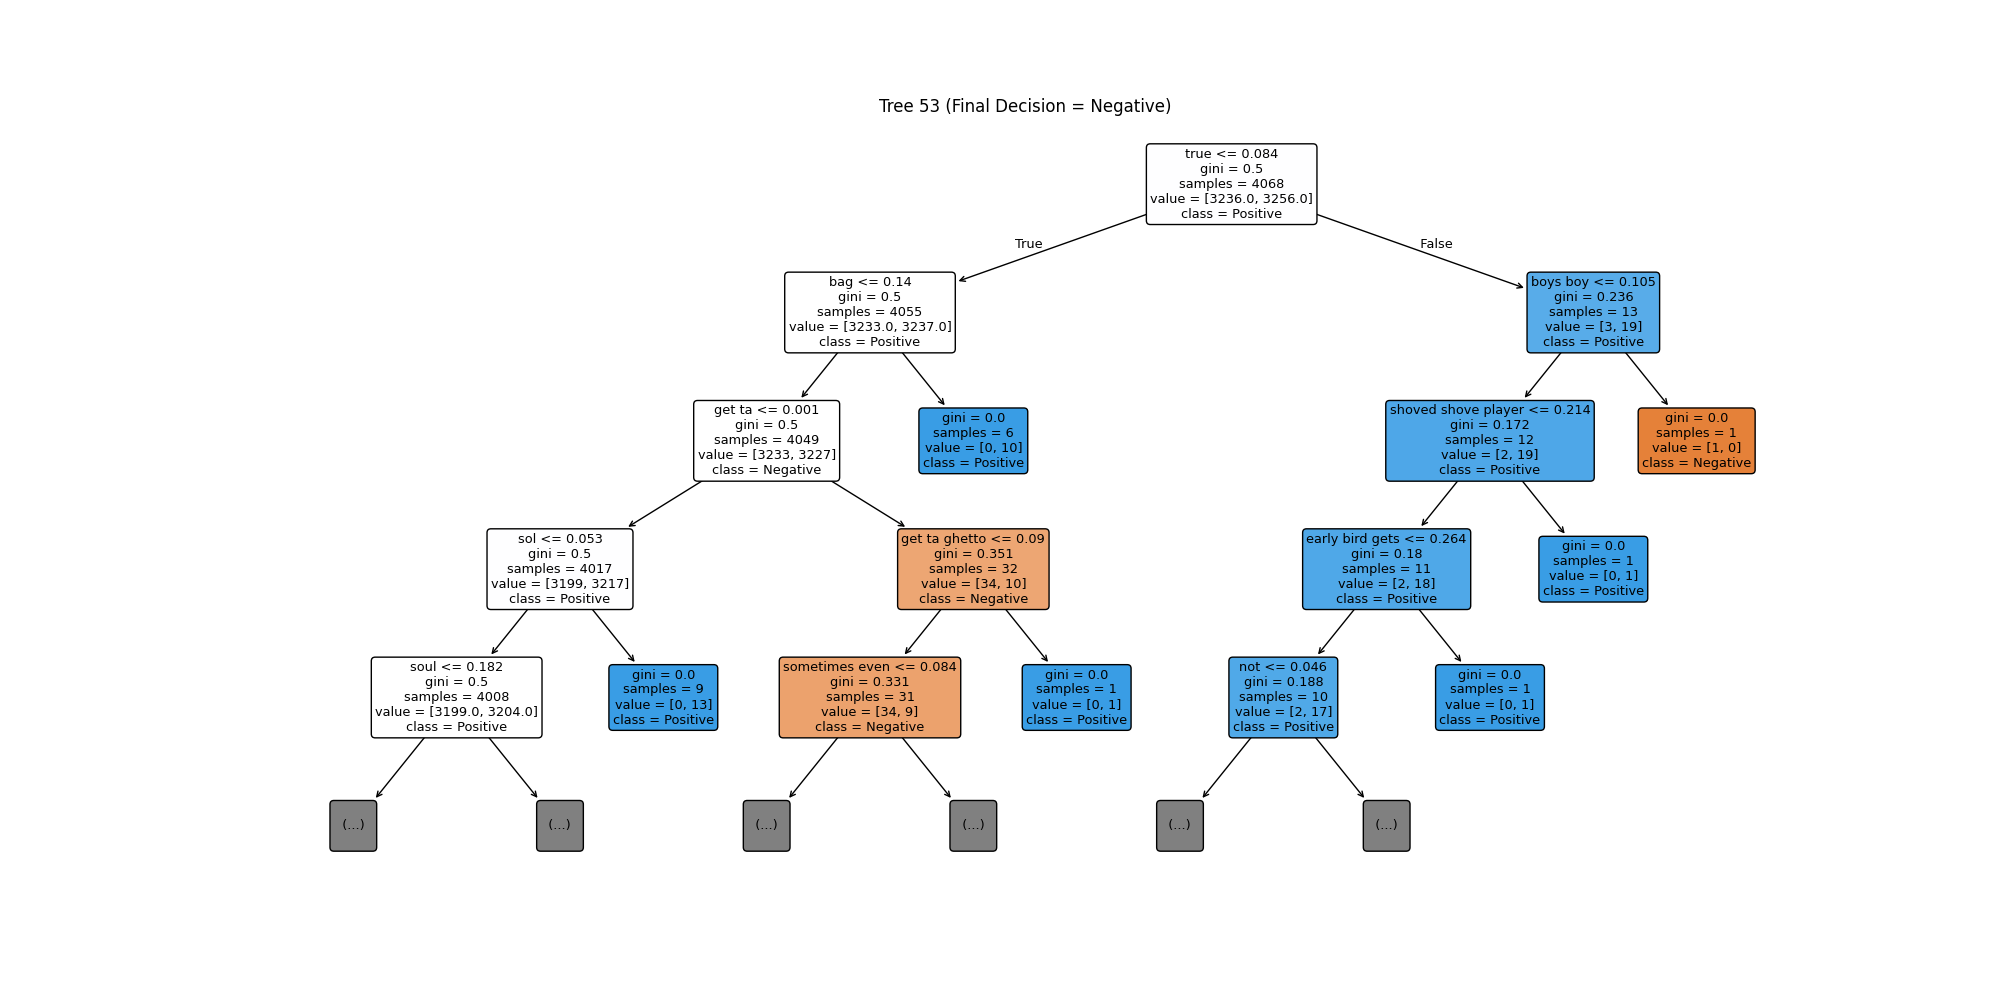 Tree 53 (Final Decision = Negative)
true <= 0.084
gini = 0.5
samples = 4068
value = [3236.0, 3256.0]
class = Positive
True
False
bag <= 0.14
gini = 0.5
samples = 4055
value = [3233.0, 3237.0]
class = Positive
boys boy <= 0.105
gini = 0.236
samples = 13
value = [3, 19]
class = Positive
get ta <= 0.001
gini = 0.5
samples = 4049
value = [3233, 3227]
class = Negative
gini = 0.0
samples = 6
value = [0, 10]
class = Positive
shoved shove player <= 0.214
gini = 0.172
samples = 12
value = [2, 19]
class = Positive
gini = 0.0
samples = 1
value = [1, 0]
class = Negative
sol <= 0.053
gini = 0.5
samples = 4017
value = [3199, 3217]
class = Positive
get ta ghetto <= 0.09
gini = 0.351
samples = 32
value = [34, 10]
class = Negative
early bird gets <= 0.264
gini = 0.18
samples = 11
value = [2, 18]
class = Positive
gini = 0.0
samples = 1
value = [0, 1]
class = Positive
soul <= 0.182
gini = 0.5
samples = 4008
value = [3199.0, 3204.0]
class = Positive
gini = 0.0
samples = 9
value = [0, 13]
class = Positive
sometimes even <= 0.084
gini = 0.331
samples = 31
value = [34, 9]
class = Negative
gini = 0.0
samples = 1
value = [0, 1]
class = Positive
not <= 0.046
gini = 0.188
samples = 10
value = [2, 17]
class = Positive
gini = 0.0
samples = 1
value = [0, 1]
class = Positive
(...)
(...)
(...)
(...)
(...)
(...)